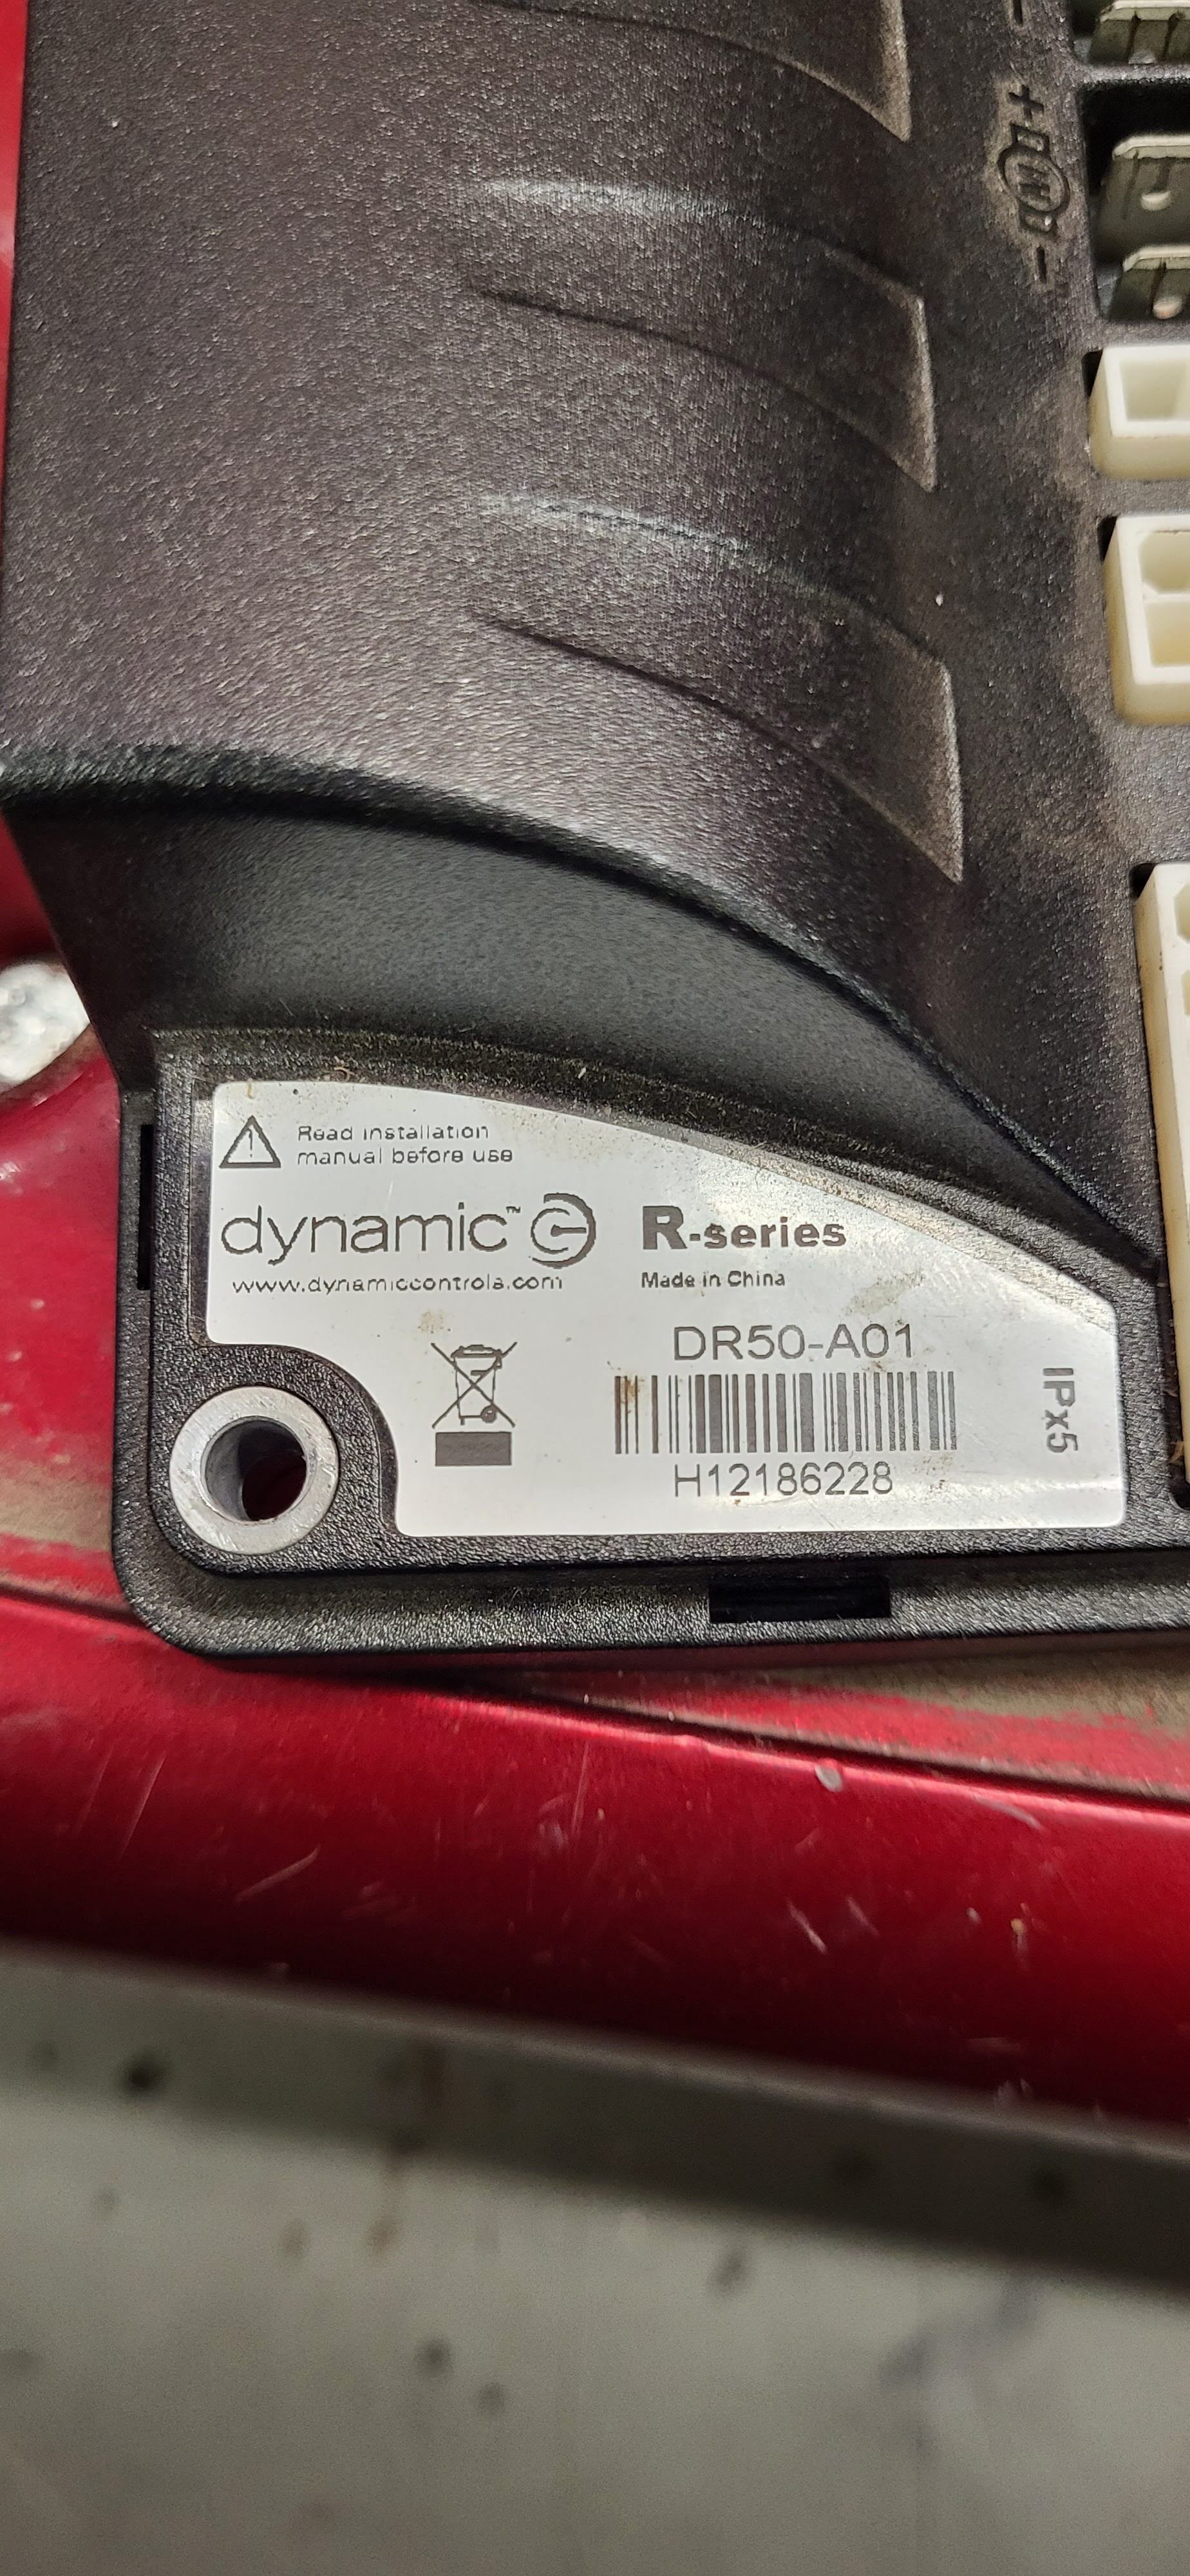 +
M
-
Read installation
manual before use
dynamic™
R-series
www.dynamiccontrols.com
Made in China
DR50-A01
H12186228
IPx5